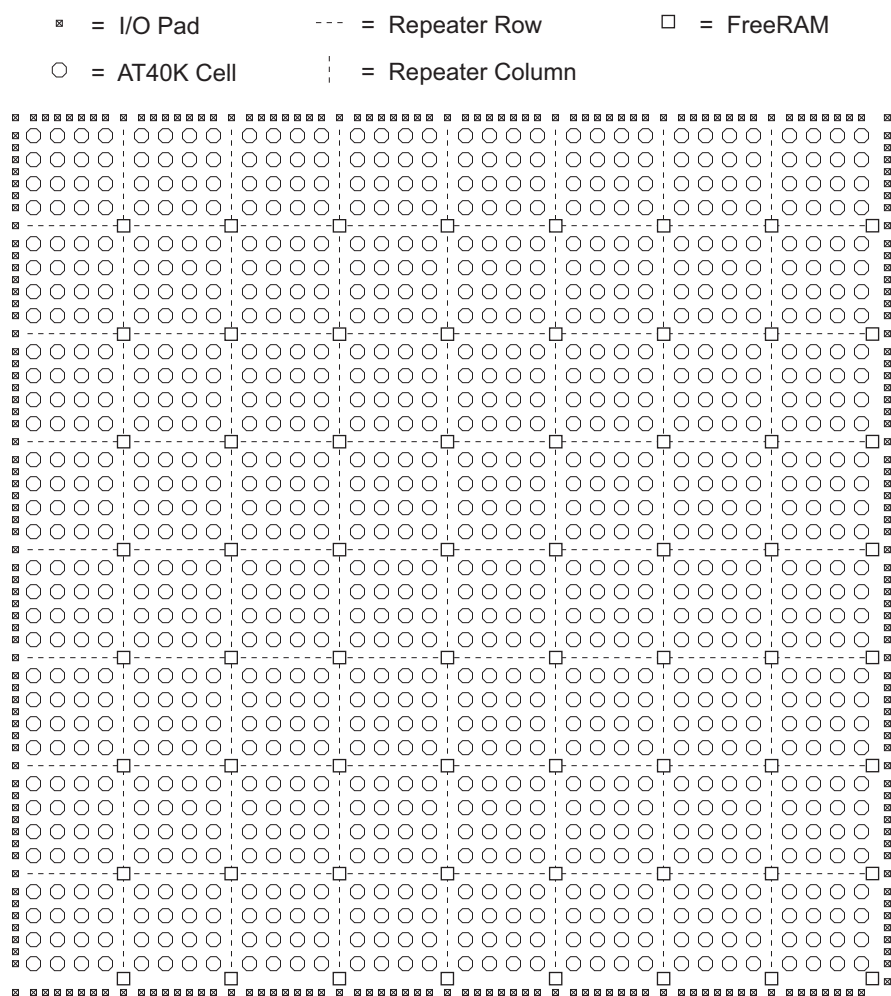 = I/O Pad
= Repeater Row
= FreeRAM
= AT40K Cell
= Repeater Column